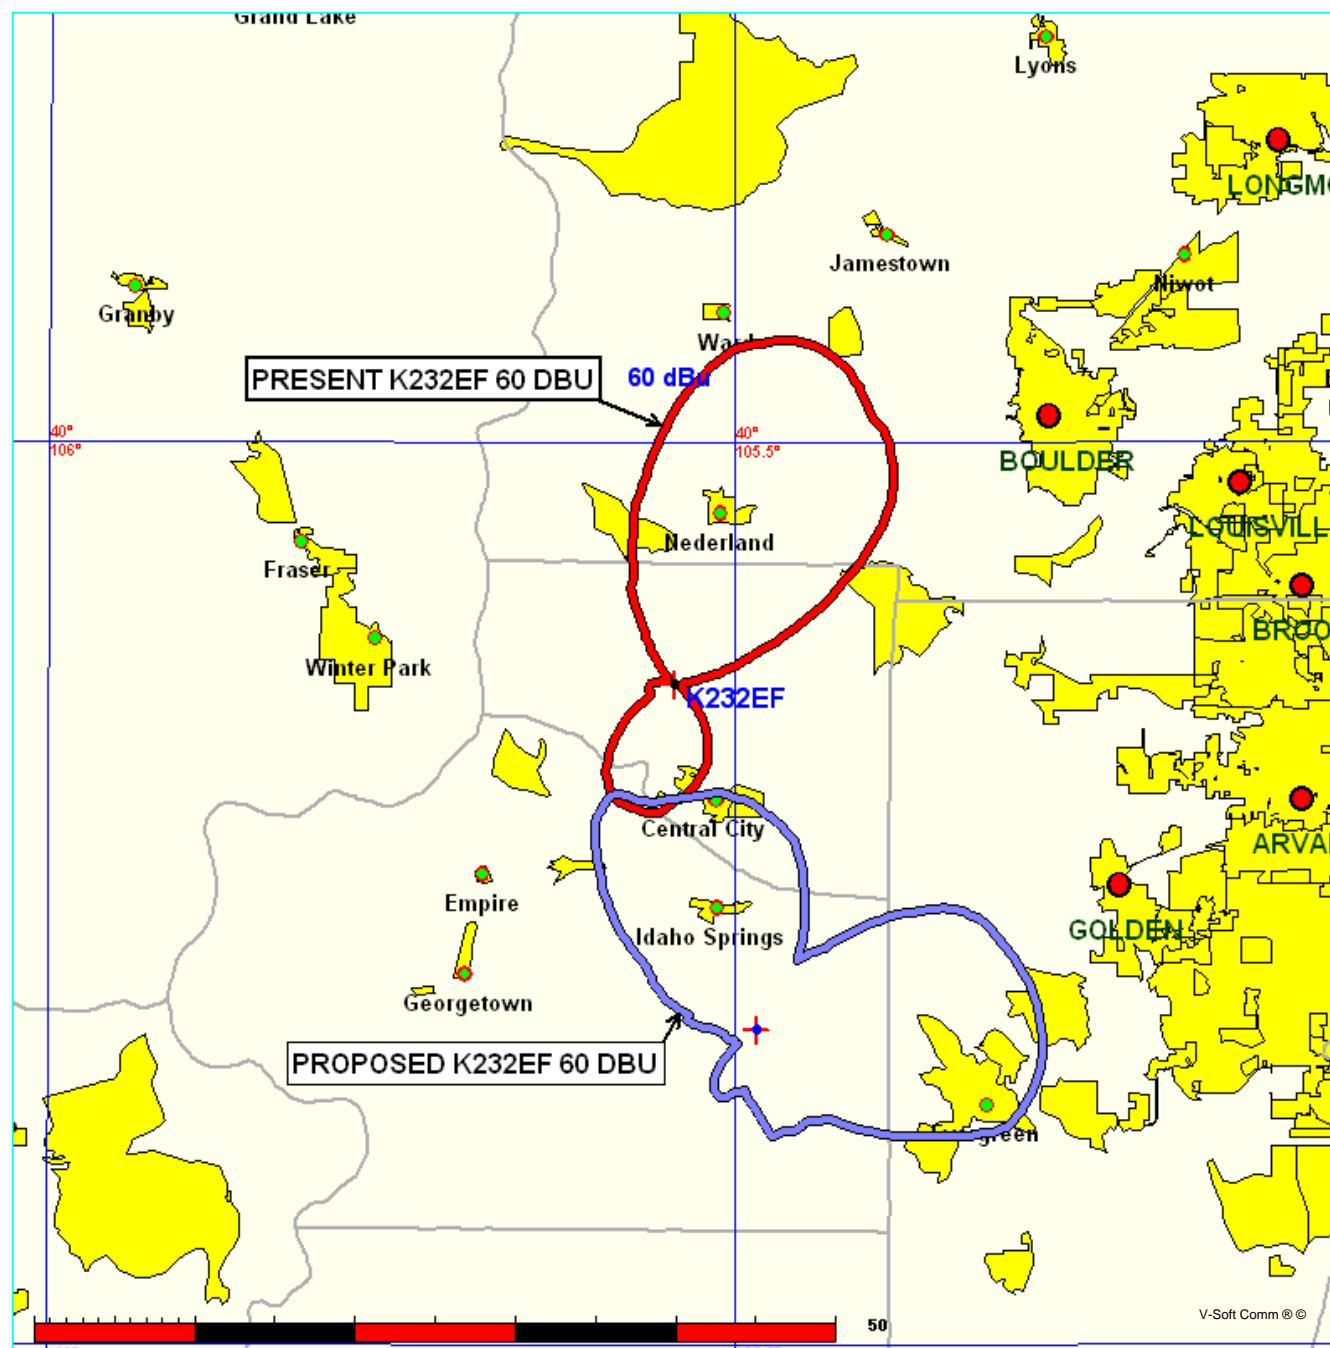 Grand Lake
Lyons
LONGMO
Jamestown
Niwot
Granby
Ward
PRESENT K232EF 60 DBU
60 dBu
40°
106°
40°
105.5°
BOULDER
LOUISVILL
Nederland
Fraser
BROO
Winter Park
K232EF
Central City
ARVA
Empire
GOLDEN
Idaho Springs
Georgetown
PROPOSED K232EF 60 DBU
green
V-Soft Comm ® ©
50